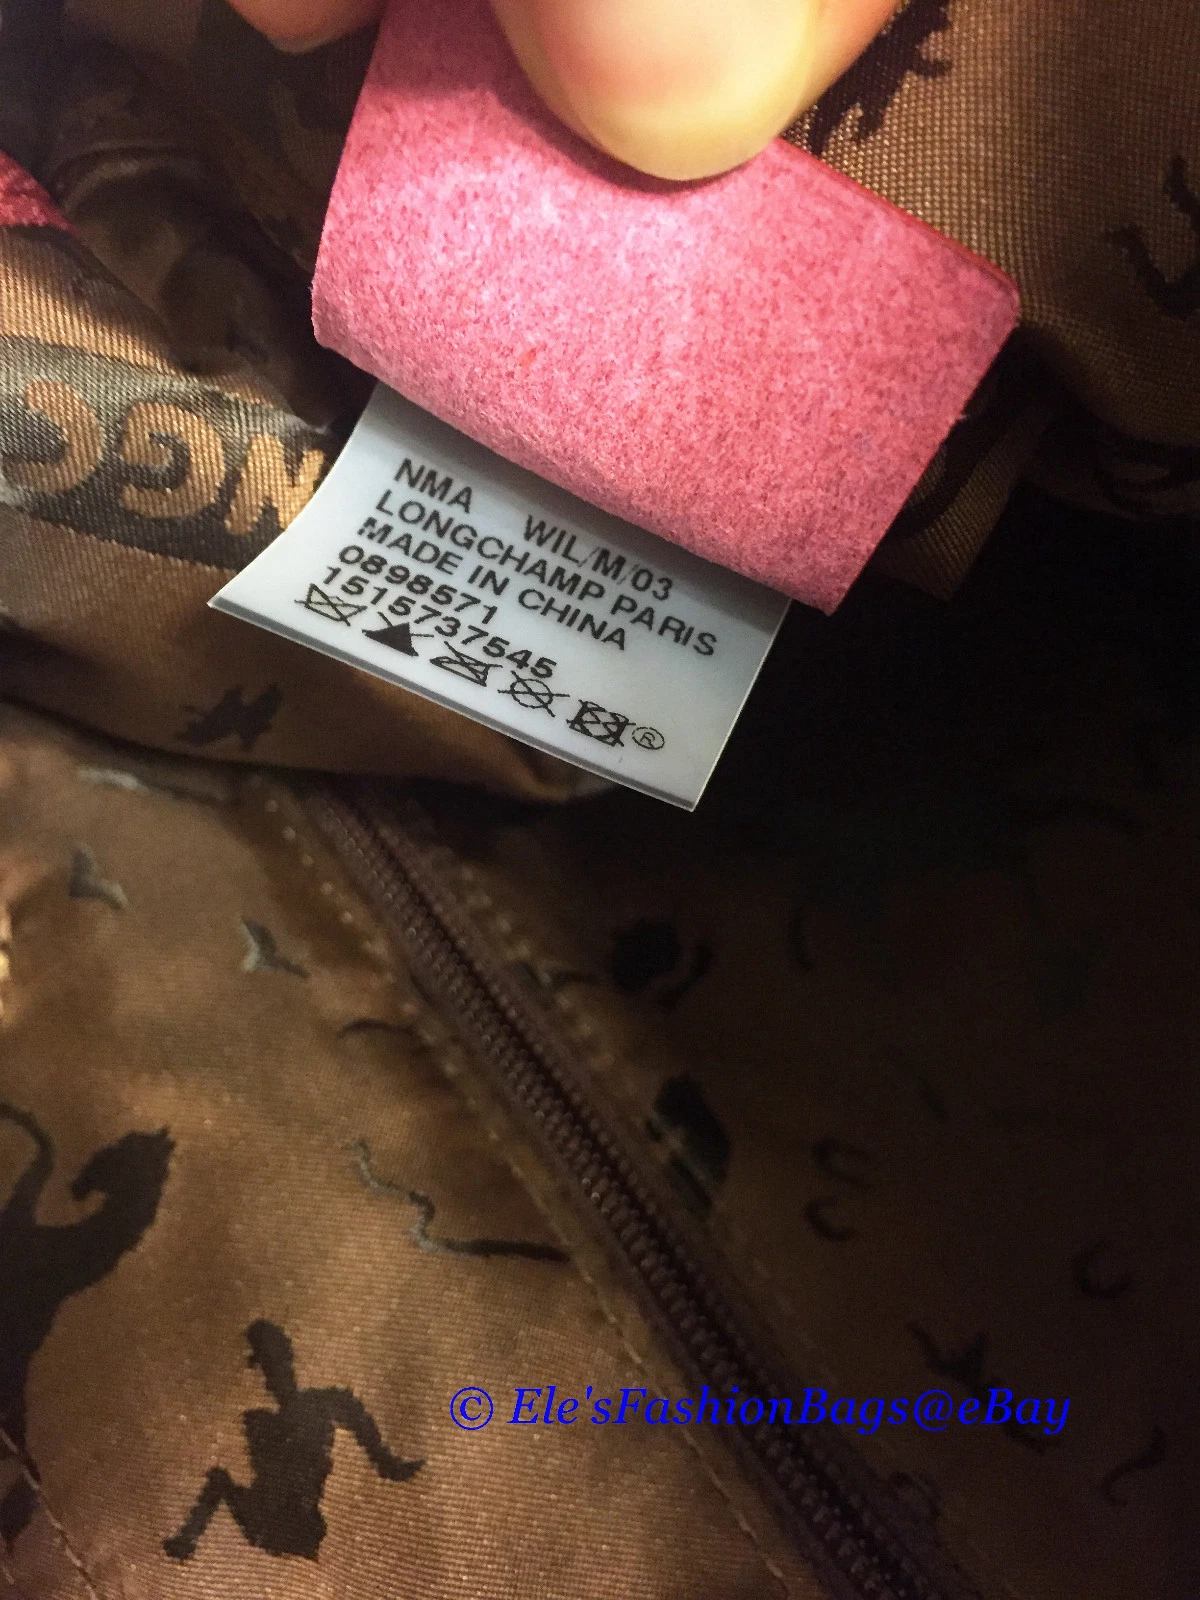 NMA WIL/M/03
LONGCHAMP PARIS
MADE IN CHINA
0898571
1515737545
®
© Ele'sFashionBags@eBay